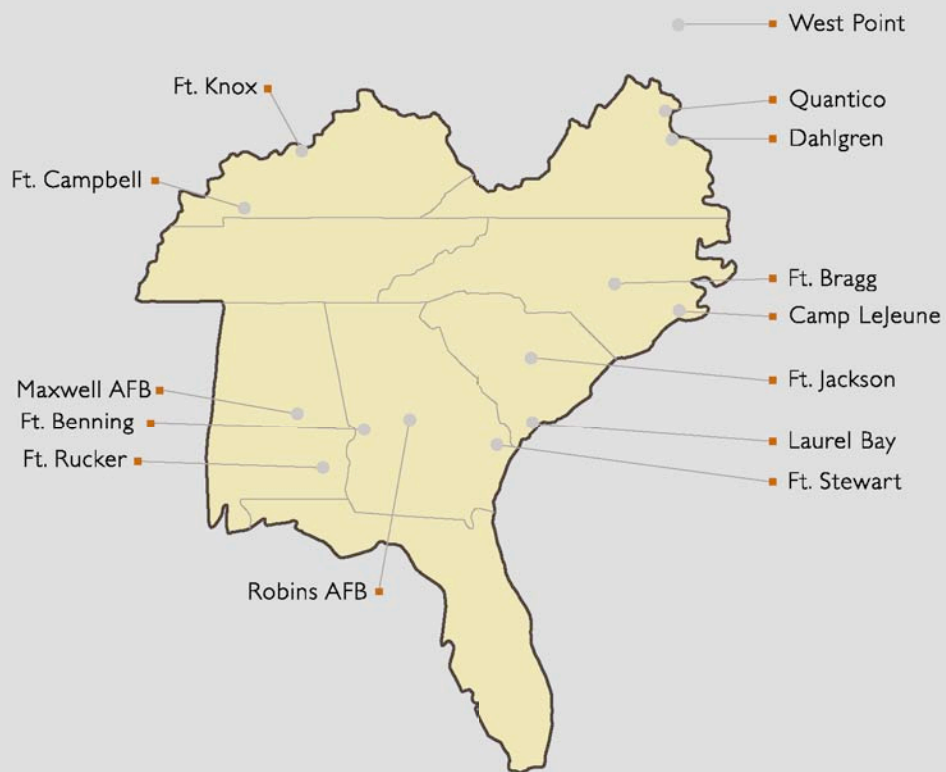 West Point
Ft. Knox
Quantico
Dahlgren
Ft. Campbell
Ft. Bragg
Camp LeJeune
Ft. Jackson
Maxwell AFB
Ft. Benning
Laurel Bay
Ft. Rucker
Ft. Stewart
Robins AFB